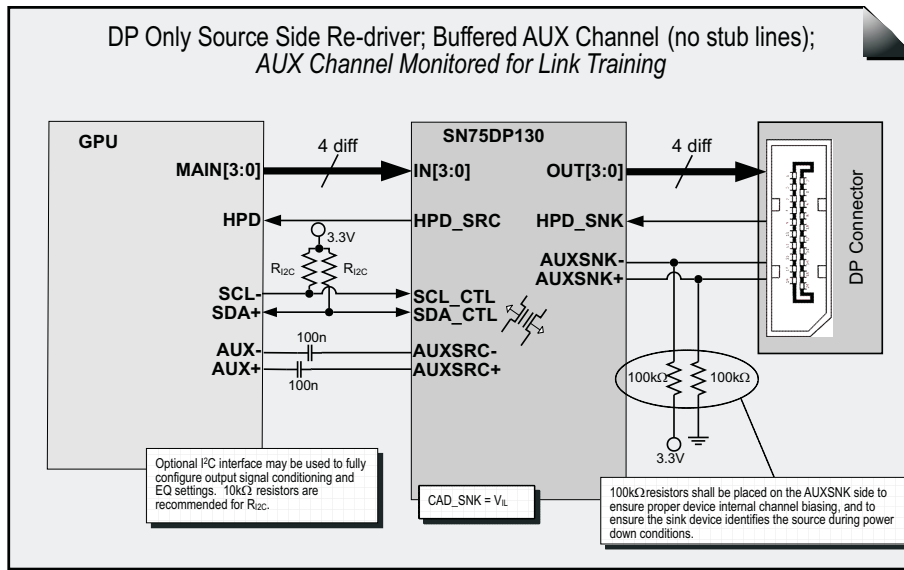 DP Only Source Side Re-driver; Buffered AUX Channel (no stub lines);
AUX Channel Monitored for Link Training
GPU
SN75DP130
DP Connector
MAIN[3:0]
4 diff
IN[3:0]
OUT[3:0]
4 diff
HPD
HPD_SRC
HPD_SNK
3.3V
R_I2C
R_I2C
AUXSNK-
AUXSNK+
SCL-
SDA+
SCL_CTL
SDA_CTL
AUX-
AUX+
100n
100n
AUXSRC-
AUXSRC+
100kΩ
100kΩ
3.3V
Optional I²C interface may be used to fully
configure output signal conditioning and
EQ settings. 10kΩ resistors are
recommended for R_I2C.
CAD_SNK = V_IL
100kΩ resistors shall be placed on the AUXSNK side to
ensure proper device internal channel biasing, and to
ensure the sink device identifies the source during power
down conditions.